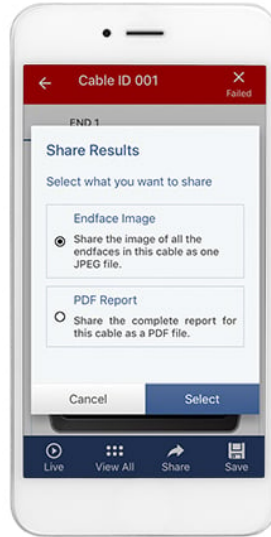 Cable ID 001
Failed
END 1
Share Results
Select what you want to share
Endface Image
Share the image of all the
endfaces in this cable as one
JPEG file.
PDF Report
Share the complete report for
this cable as a PDF file.
Cancel
Select
Live
View All
Share
Save